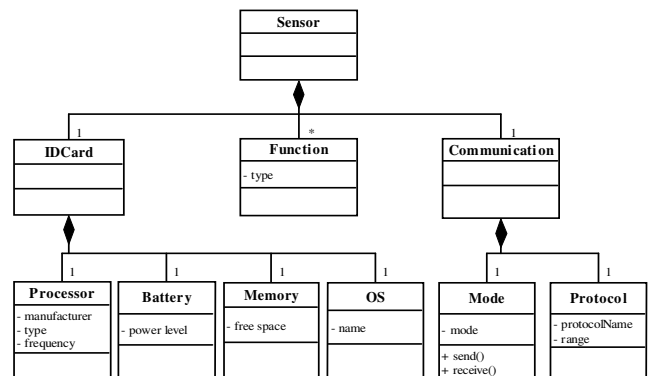 Sensor
1
*
1
IDCard
Function
Communication
- type
1
1
1
1
1
1
Processor
Battery
Memory
OS
Mode
Protocol
- manufacturer
- type
- frequency
- power level
- free space
- name
- mode
- protocolName
- range
+ send()
+ receive()